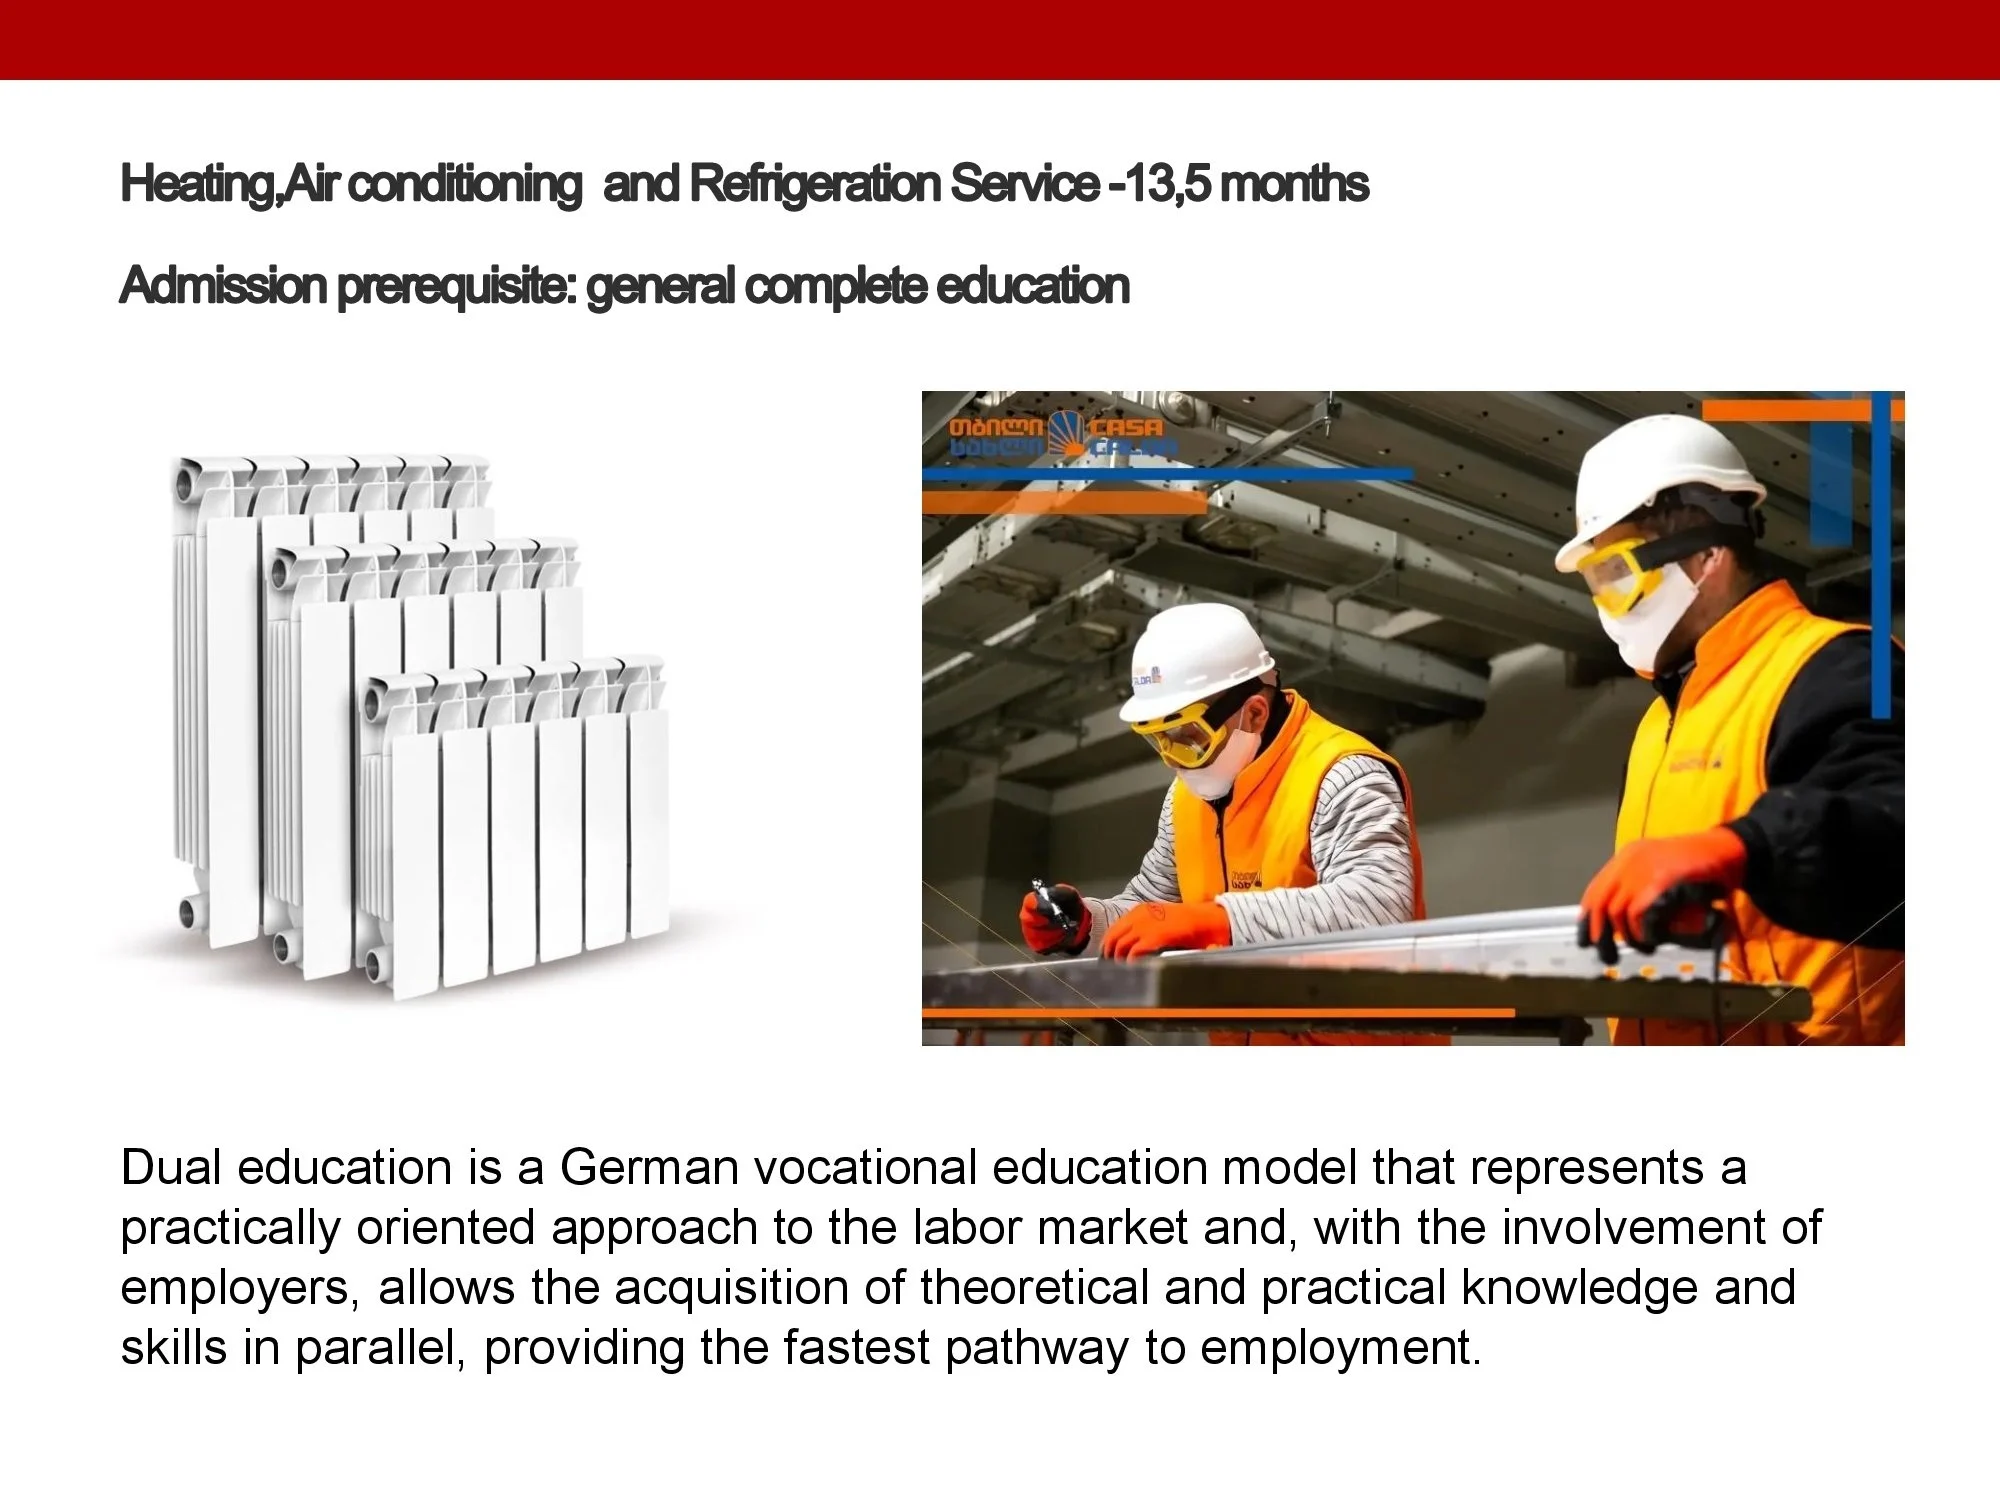 Heating,Air conditioning  and Refrigeration Service -13,5 months
Admission prerequisite: general complete education
თბილი CASA
სახლი CALDA
Dual education is a German vocational education model that represents a
practically oriented approach to the labor market and, with the involvement of
employers, allows the acquisition of theoretical and practical knowledge and
skills in parallel, providing the fastest pathway to employment.